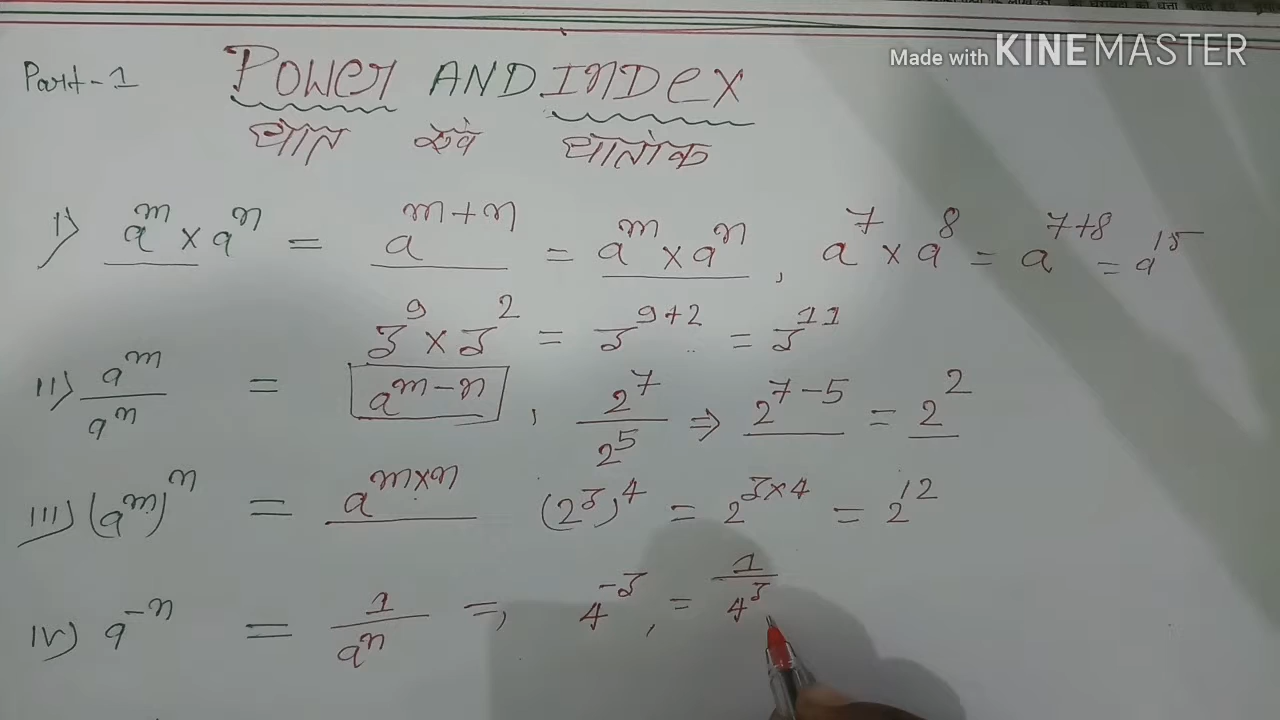 Made with KINEMASTER
Part-1 POWER AND INDEX
घात एवं घातांक
I) a^m × a^n = a^{m+n} = a^m × a^n, a^7 × a^8 = a^{7+8} = a^{15}
3^9 × 3^2 = 3^{9+2} = 3^{11}
II) a^m/a^n = a^{m-n}, 2^7/2^5 ⇒ 2^{7-5} = 2^2
III) (a^m)^n = a^{m×n} (2^3)^4 = 2^{3×4} = 2^{12}
IV) a^{-n} = 1/a^n =, 4^{-3}, = 1/4^3